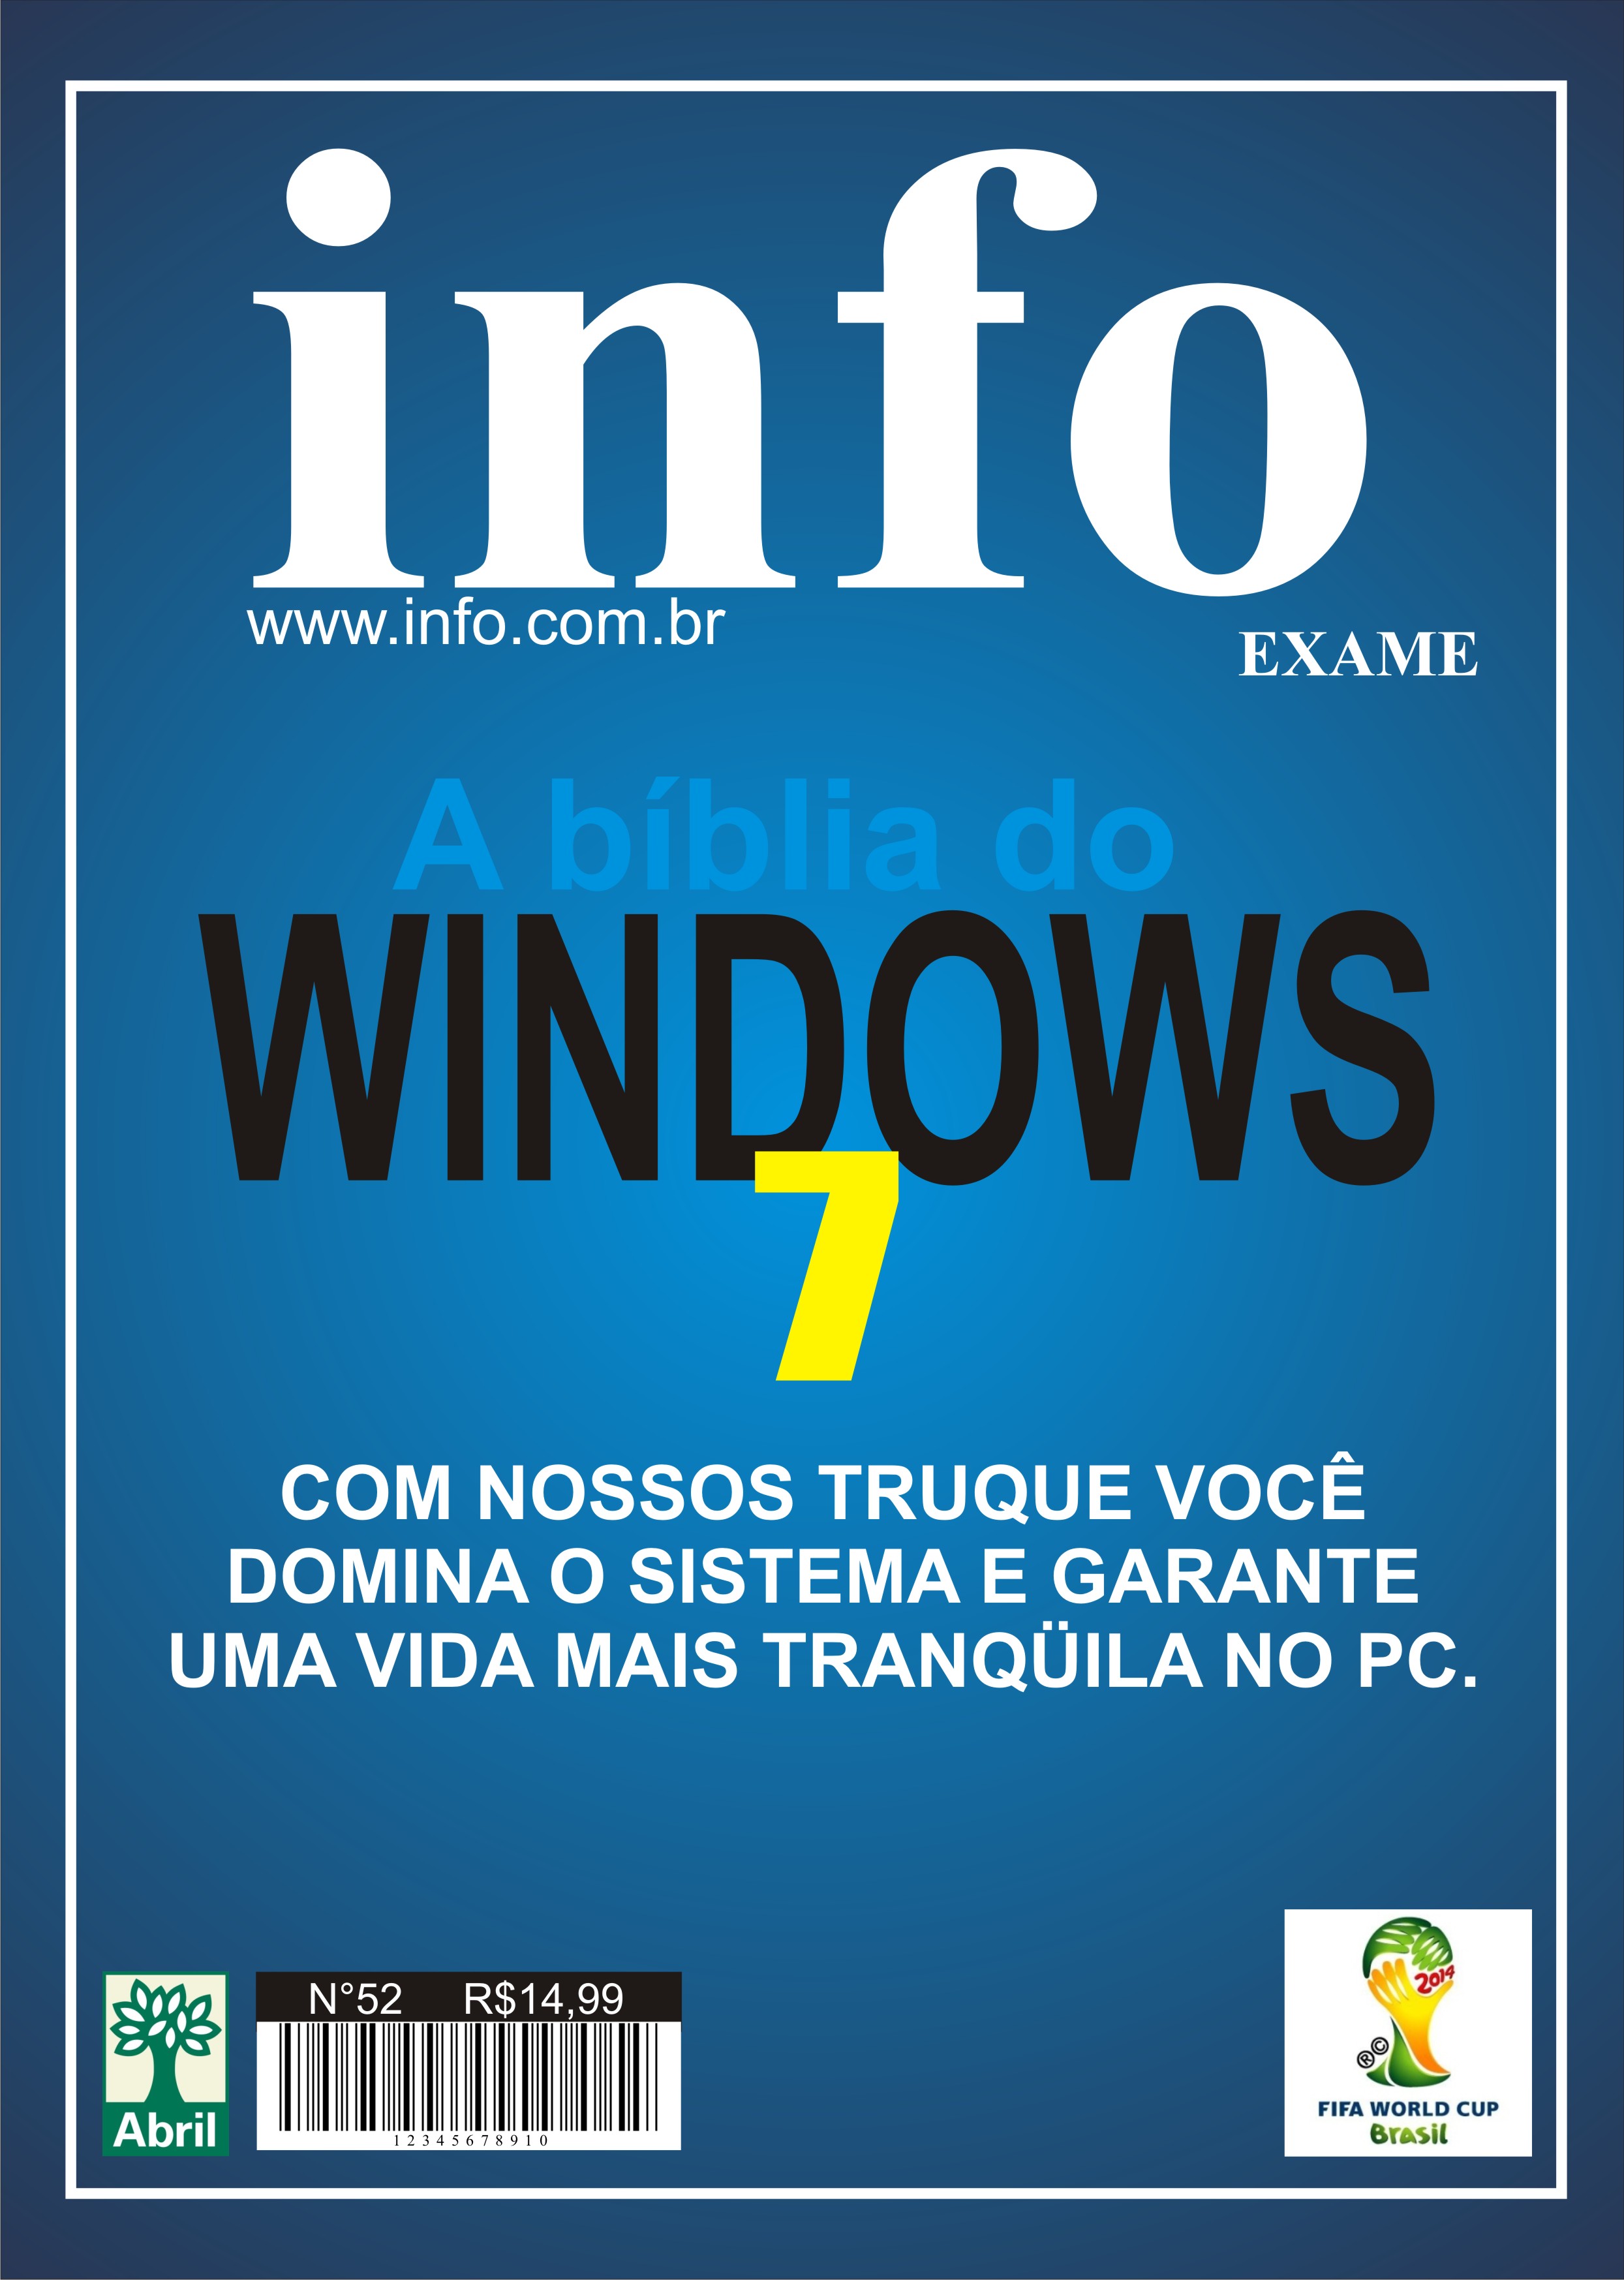 info
www.info.com.br
EXAME
A bíblia do
WINDOWS
7
COM NOSSOS TRUQUE VOCÊ
DOMINA O SISTEMA E GARANTE
UMA VIDA MAIS TRANQÜILA NO PC.
Abril
N°52 R$14,99
12345678910
2014
®©
FIFA WORLD CUP
Brasil